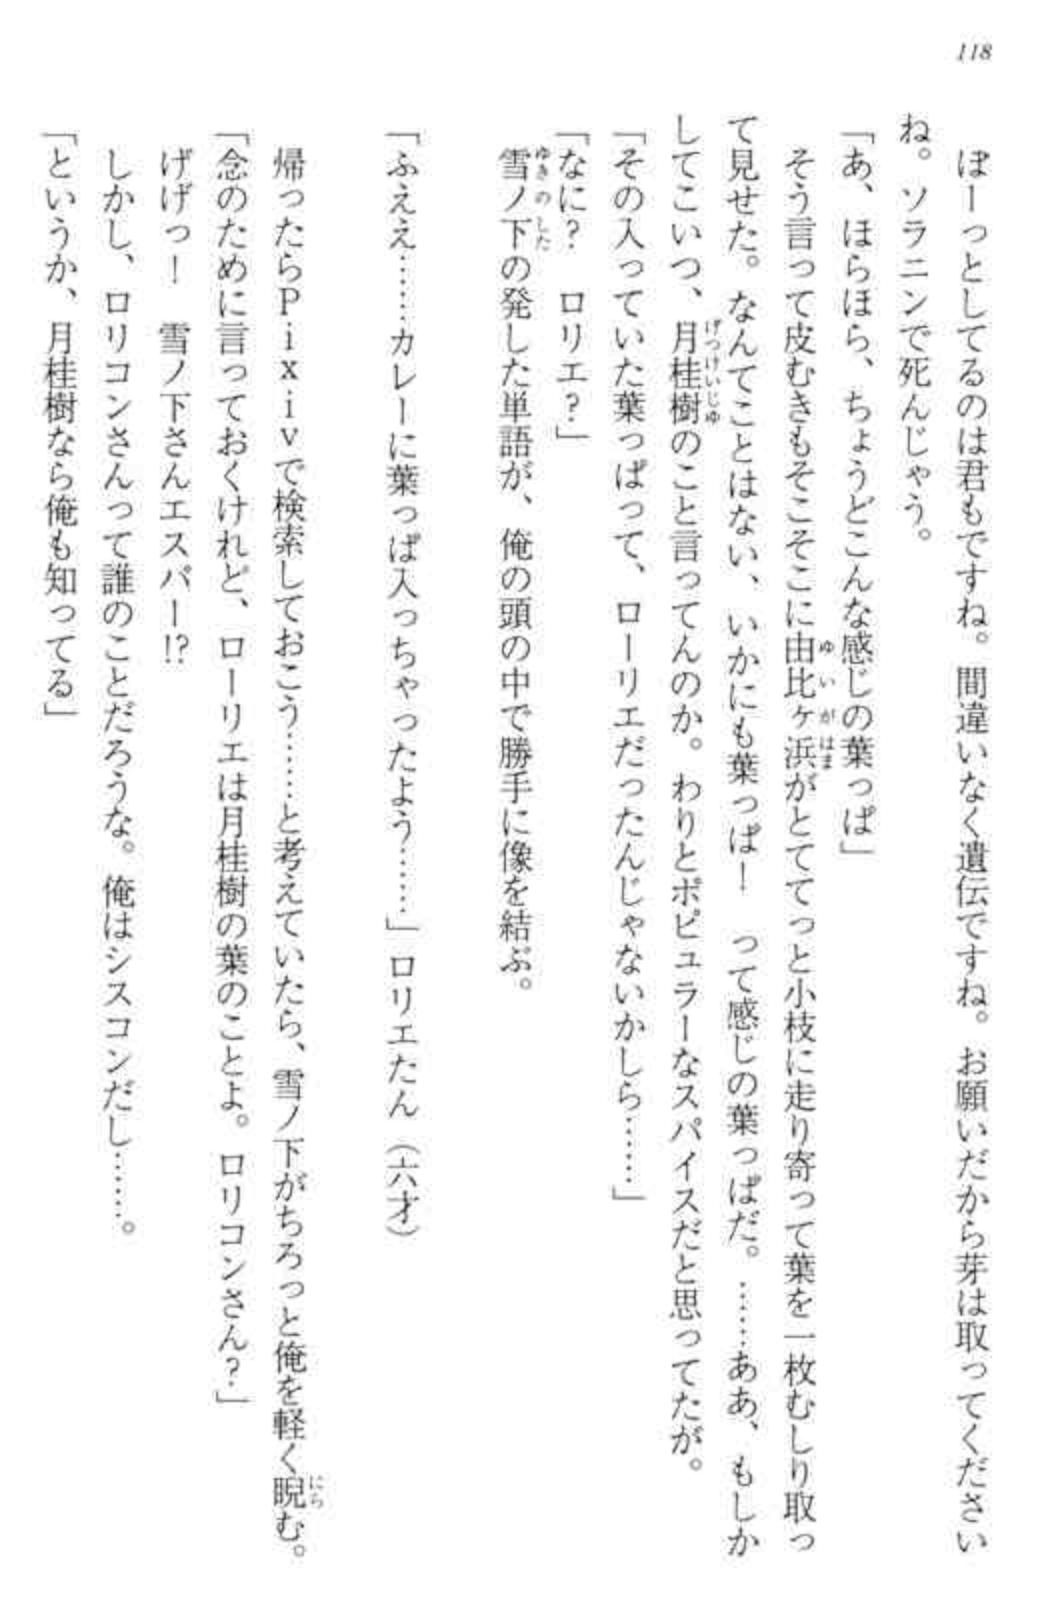 118
ぼーっとしてるのは君もですね。間違いなく遺伝ですね。お願いだから芽は取ってください
ね。ソラニンで死んじゃう。
「あ、ほらほら、ちょうどこんな感じの葉っぱ」
そう言って皮むきもそこそこに由比ヶ浜がとててっと小枝に走り寄って葉を一枚むしり取っ
て見せた。なんてことはない、いかにも葉っぱ！　って感じの葉っぱだ。……ああ、もしか
してこいつ、月桂樹のこと言ってんのか。わりとポピュラーなスパイスだと思ってたが。
「その入っていた葉っぱって、ローリエだったんじゃないかしら……」
「なに？　ロリエ？」
雪ノ下の発した単語が、俺の頭の中で勝手に像を結ぶ。
「ふええ……カレーに葉っぱ入っちゃったよう……」ロリエたん（六才）
帰ったらPixivで検索しておこう……と考えていたら、雪ノ下がちろっと俺を軽く睨む。
「念のために言っておくけれど、ローリエは月桂樹の葉のことよ。ロリコンさん？」
げげっ！　雪ノ下さんエスパー!?
しかし、ロリコンさんって誰のことだろうな。俺はシスコンだし……。
「というか、月桂樹なら俺も知ってる」